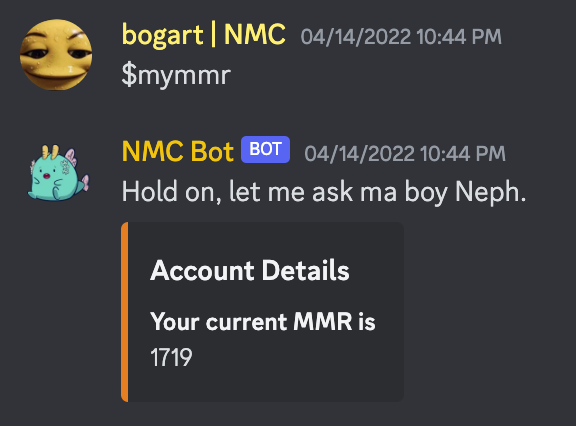 bogart | NMC 04/14/2022 10:44 PM
$mymmr
NMC Bot BOT 04/14/2022 10:44 PM
Hold on, let me ask ma boy Neph.
Account Details
Your current MMR is
1719